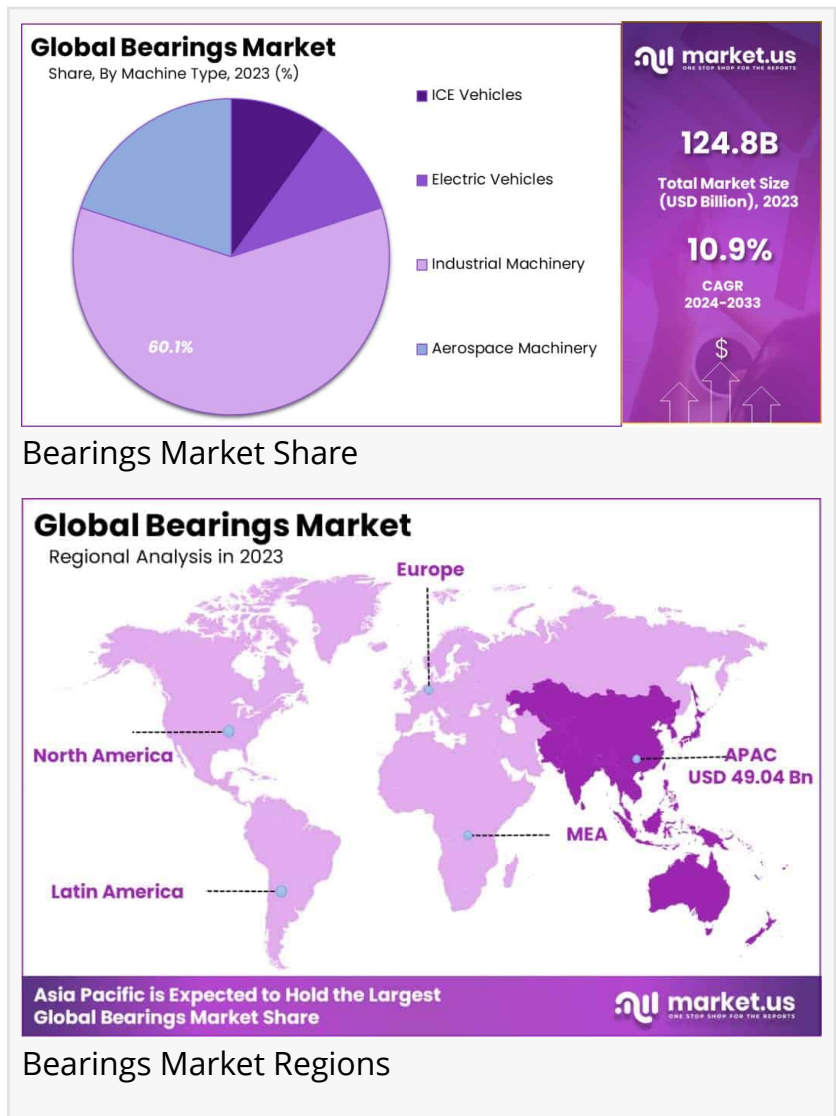 Global Bearings Market
Share, By Machine Type, 2023 (%)
ICE Vehicles
Electric Vehicles
Industrial Machinery
Aerospace Machinery
60.1%
market.us
ONE STOP SHOP FOR THE REPORTS
124.8B
Total Market Size
(USD Billion), 2023
10.9%
CAGR
2024-2033
$
Bearings Market Share
Global Bearings Market
Regional Analysis in 2023
Europe
North America
APAC
USD 49.04 Bn
MEA
Latin America
Asia Pacific is Expected to Hold the Largest
Global Bearings Market Share
market.us
ONE STOP SHOP FOR THE REPORTS
Bearings Market Regions